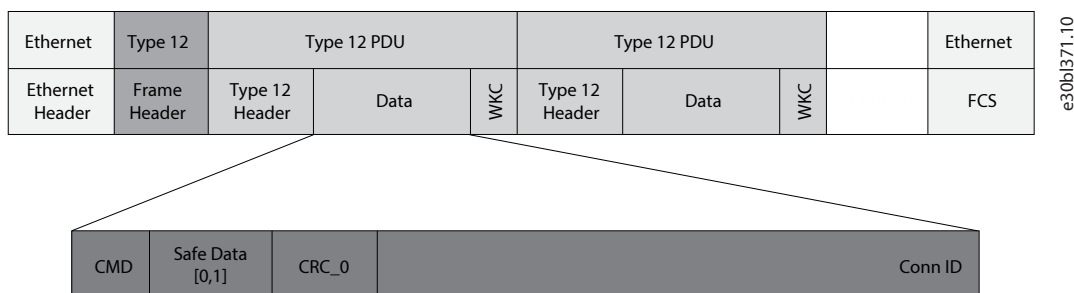 Ethernet Type 12 Type 12 PDU Type 12 PDU Ethernet
Ethernet Header
Frame Header
Type 12 Header
Data
WKC
Type 12 Header
Data
WKC
FCS
CMD
Safe Data [0,1]
CRC_0
Conn ID
e30bl371.10